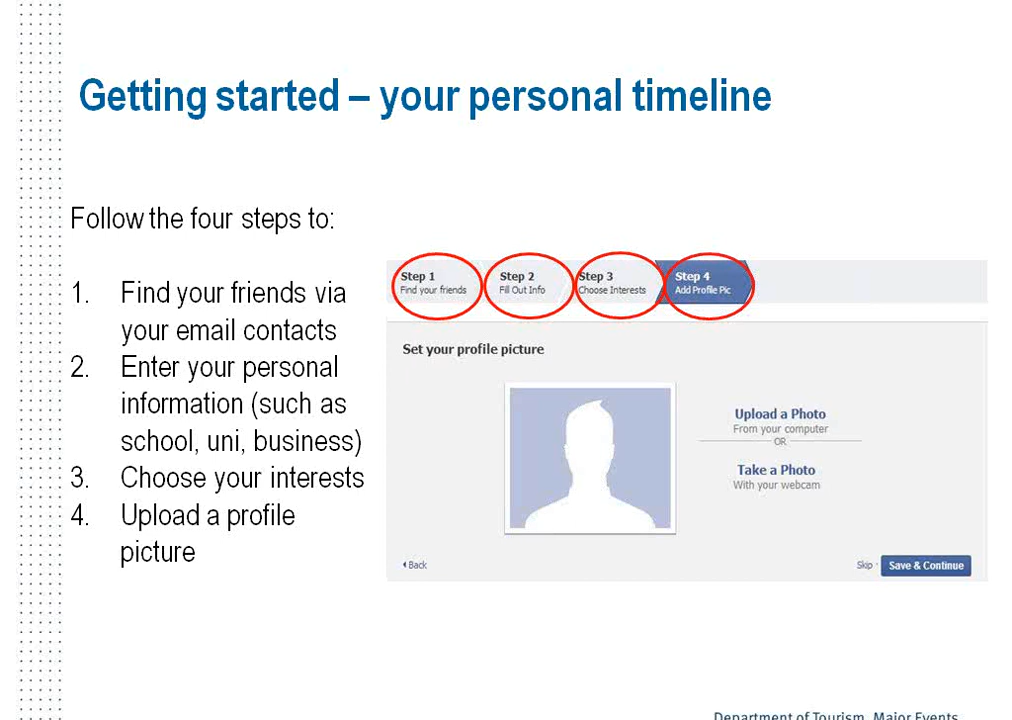 Getting started – your personal timeline
Follow the four steps to:
1. Find your friends via
your email contacts
2. Enter your personal
information (such as
school, uni, business)
3. Choose your interests
4. Upload a profile
picture
Step 1
Find your friends
Step 2
Fill Out Info
Step 3
Choose Interests
Step 4
Add Profile Pic
Set your profile picture
Upload a Photo
From your computer
OR
Take a Photo
With your webcam
Back
Skip · Save & Continue
Department of Tourism, Major Events